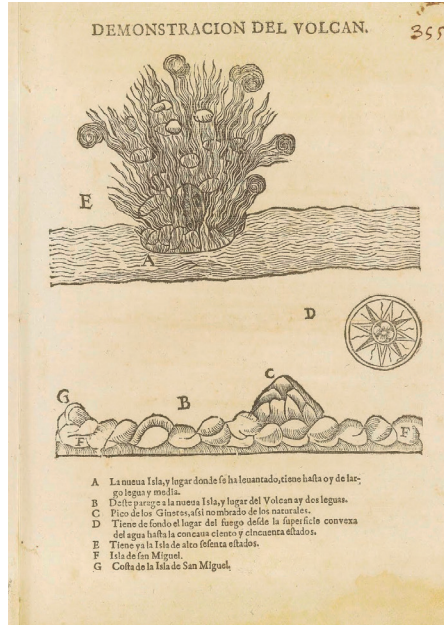 DEMONSTRACION DEL VOLCAN.
355
E
A
D
C
G
B
F
F
A La nueua Isla, y lugar donde se ha leuantado, tiene hasta oy de lar-
go legua y media.
B Deste parage a la nueua Isla, y lugar del Volcan ay dos leguas.
C Pico de los Ginetes, assi nombrado de los naturales.
D Tiene de fondo el lugar del fuego desde la superficie convexa
del agua hasta la concaua ciento y cincuenta estados.
E Tiene ya la Isla de alto sesenta estados.
F Isla de san Miguel.
G Costa de la Isla de San Miguel.